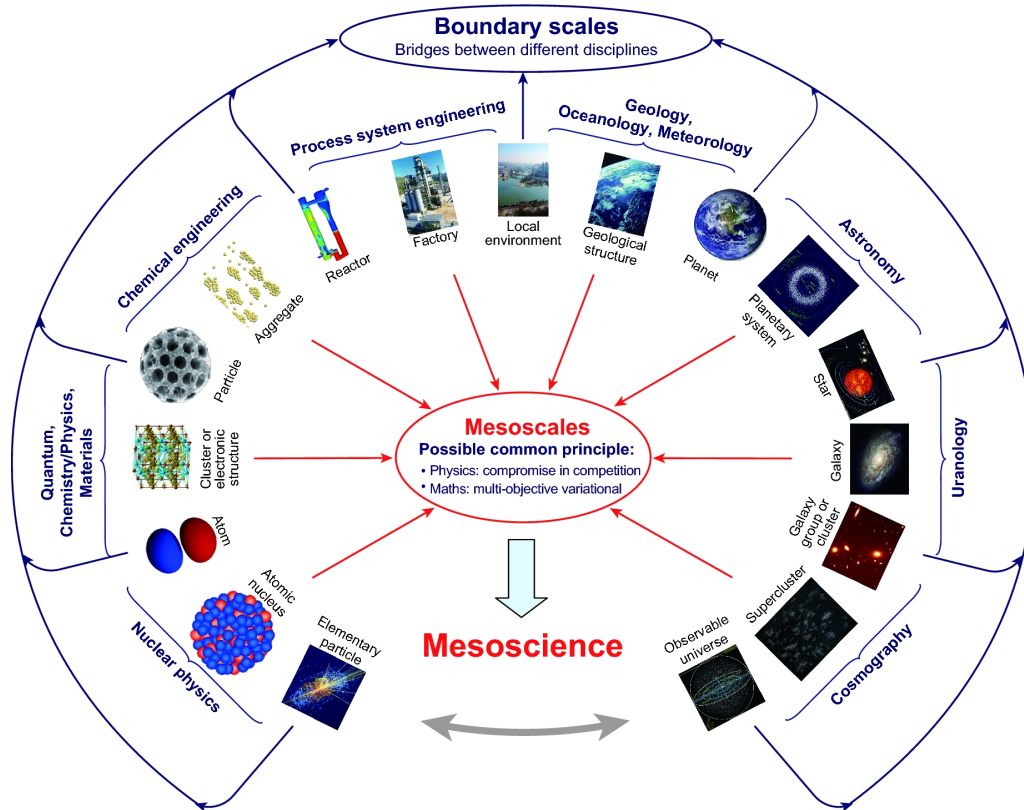 Boundary scales
Bridges between different disciplines
Process system engineering
Geology,
Oceanology, Meteorology
Chemical engineering
Astronomy
Quantum,
Chemistry/Physics,
Materials
Uranology
Nuclear physics
Cosmography
Elementary
particle
Atomic
nucleus
Atom
Cluster or
electronic
structure
Particle
Aggregate
Reactor
Factory
Local
environment
Geological
structure
Planet
Planetary
system
Star
Galaxy
Galaxy
group or
cluster
Supercluster
Observable
universe
Mesoscales
Possible common principle:
• Physics: compromise in competition
• Maths: multi-objective variational
Mesoscience